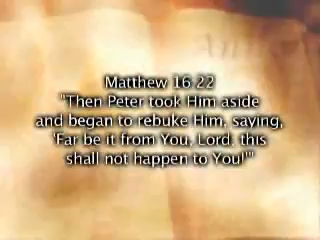 Matthew 16:22
"Then Peter took Him aside
and began to rebuke Him, saying,
'Far be it from You, Lord, this
shall not happen to You!'"